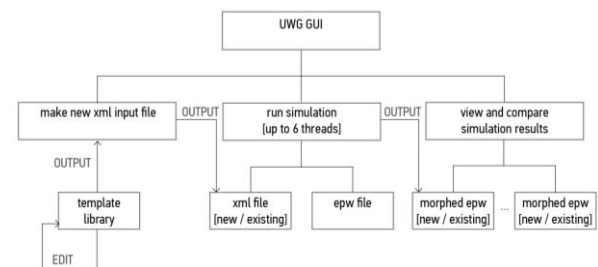 UWG GUI
make new xml input file
OUTPUT
run simulation
[up to 6 threads]
OUTPUT
view and compare
simulation results
OUTPUT
template
library
xml file
[new / existing]
epw file
morphed epw
[new / existing]
...
morphed epw
[new / existing]
EDIT